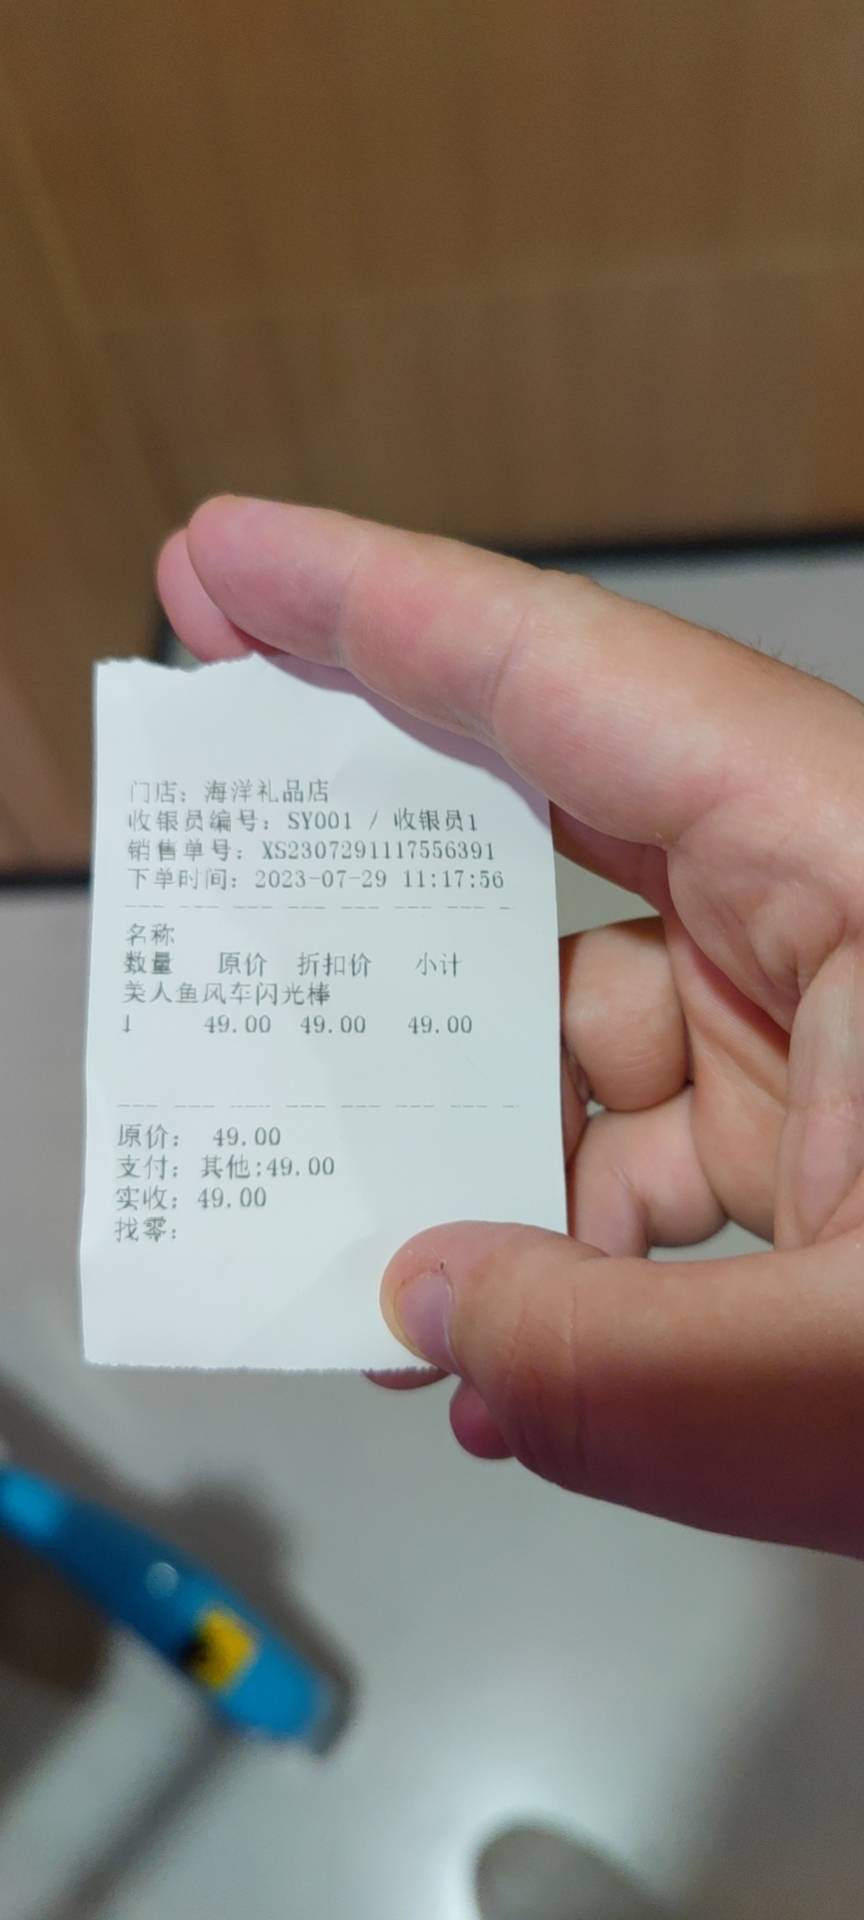 门店：海洋礼品店
收银员编号：SY001 / 收银员1
销售单号：XS2307291117556391
下单时间：2023-07-29 11:17:56
名称
数量 原价 折扣价 小计
美人鱼风车闪光棒
1 49.00 49.00 49.00
原价： 49.00
支付：其他:49.00
实收：49.00
找零：